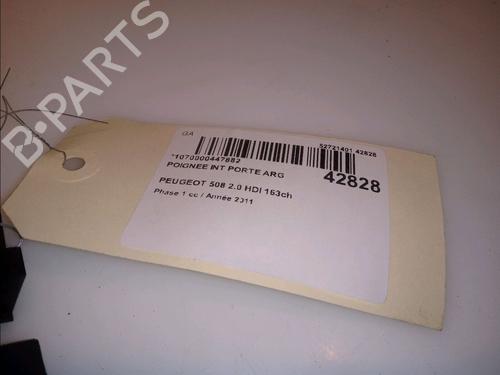 B-PARTS
GA
52721401 42828
*1070000447882
POIGNEE INT PORTE ARG
42828
PEUGEOT 508 2.0 HDI 163ch
Phase 1 cc / Année 2011